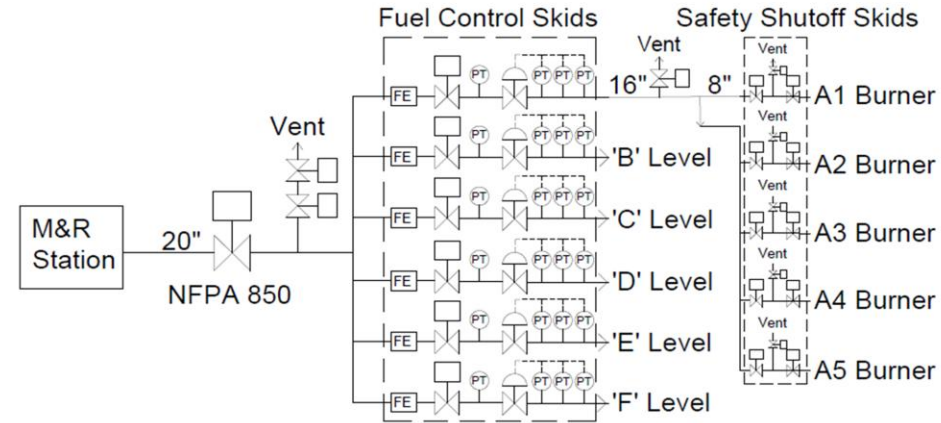 Fuel Control Skids
Safety Shutoff Skids
Vent
16"
8"
Vent
M&R
Station
20"
NFPA 850
FE PT PT PT PT
FE PT PT PT PT 'B' Level
FE PT PT PT PT 'C' Level
FE PT PT PT PT 'D' Level
FE PT PT PT PT 'E' Level
FE PT PT PT PT 'F' Level
Vent
A1 Burner
Vent
A2 Burner
Vent
A3 Burner
Vent
A4 Burner
Vent
A5 Burner